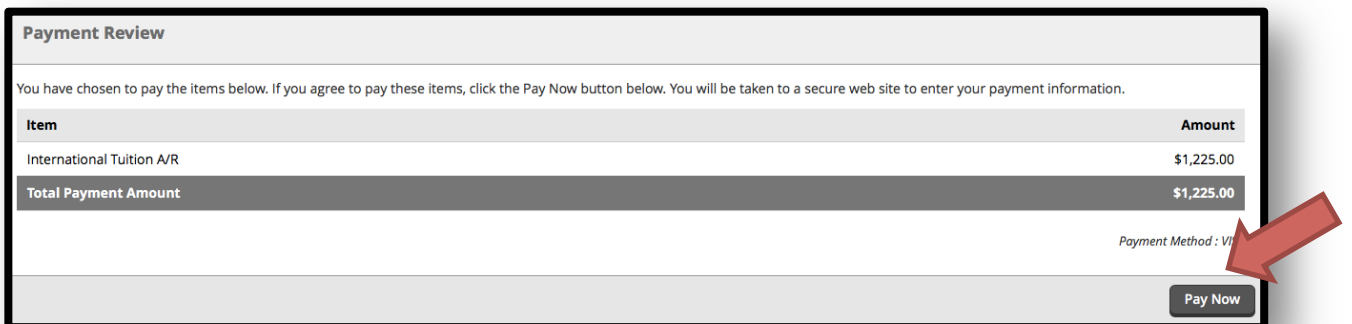 Payment Review
You have chosen to pay the items below. If you agree to pay these items, click the Pay Now button below. You will be taken to a secure web site to enter your payment information.
Item Amount
International Tuition A/R $1,225.00
Total Payment Amount $1,225.00
Payment Method :
Pay Now